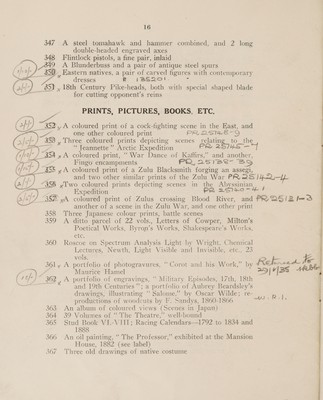 16
347 A steel tomahawk and hammer combined, and 2 long
double-headed engraved axes
348 Flintlock pistols, a fine pair, inlaid
349 A Blunderbuss and a pair of antique steel spurs
350 Eastern natives, a pair of carved figures with contemporary
dresses
351 18th Century Pike-heads, both with special shaped blade
for cutting opponent's reins
PRINTS, PICTURES, BOOKS, ETC.
352 A coloured print of a cock-fighting scene in the East, and
one other coloured print
353 Three coloured prints depicting scenes relating to the
"Jeannette" Arctic Expedition
354 A coloured print, "War Dance of Kaffirs," and another,
Fingo encampments
355 A coloured print of a Zulu Blacksmith forging an assegi,
and two other similar prints of the Zulu War PR 25142-4
356 Two coloured prints depicting scenes in the Abyssinian
Expedition
357 A coloured print of Zulus crossing Blood River, and
another of a scene in the Zulu War, and one other print
358 Three Japanese colour prints, battle scenes
359 A ditto parcel of 22 vols., Letters of Cowper, Milton's
Poetical Works, Byron's Works, Shakespeare's Works,
etc.
360 Roscoe on Spectrum Analysis Light by Wright, Chemical
Lectures, Newth, Light Visible and Invisible, etc. 22
vols.
361 A portfolio of photogravures, "Corot and his Work," by
Maurice Hamel
362 A portfolio of engravings, "Military Episodes, 17th, 18th
and 19th Centuries"; a portfolio of Aubrey Beardsley's
drawings, illustrating "Salome," by Oscar Wilde; re-
productions of woodcuts by F. Sandys, 1860-1866
363 An album of coloured views (Scenes in Japan)
364 39 Volumes of "The Theatre," well-bound
365 Stud Book VI-VIII; Racing Calendars—1792 to 1834 and
1888
366 An oil painting, "The Professor," exhibited at the Mansion
House, 1882 (see label)
367 Three old drawings of native costume